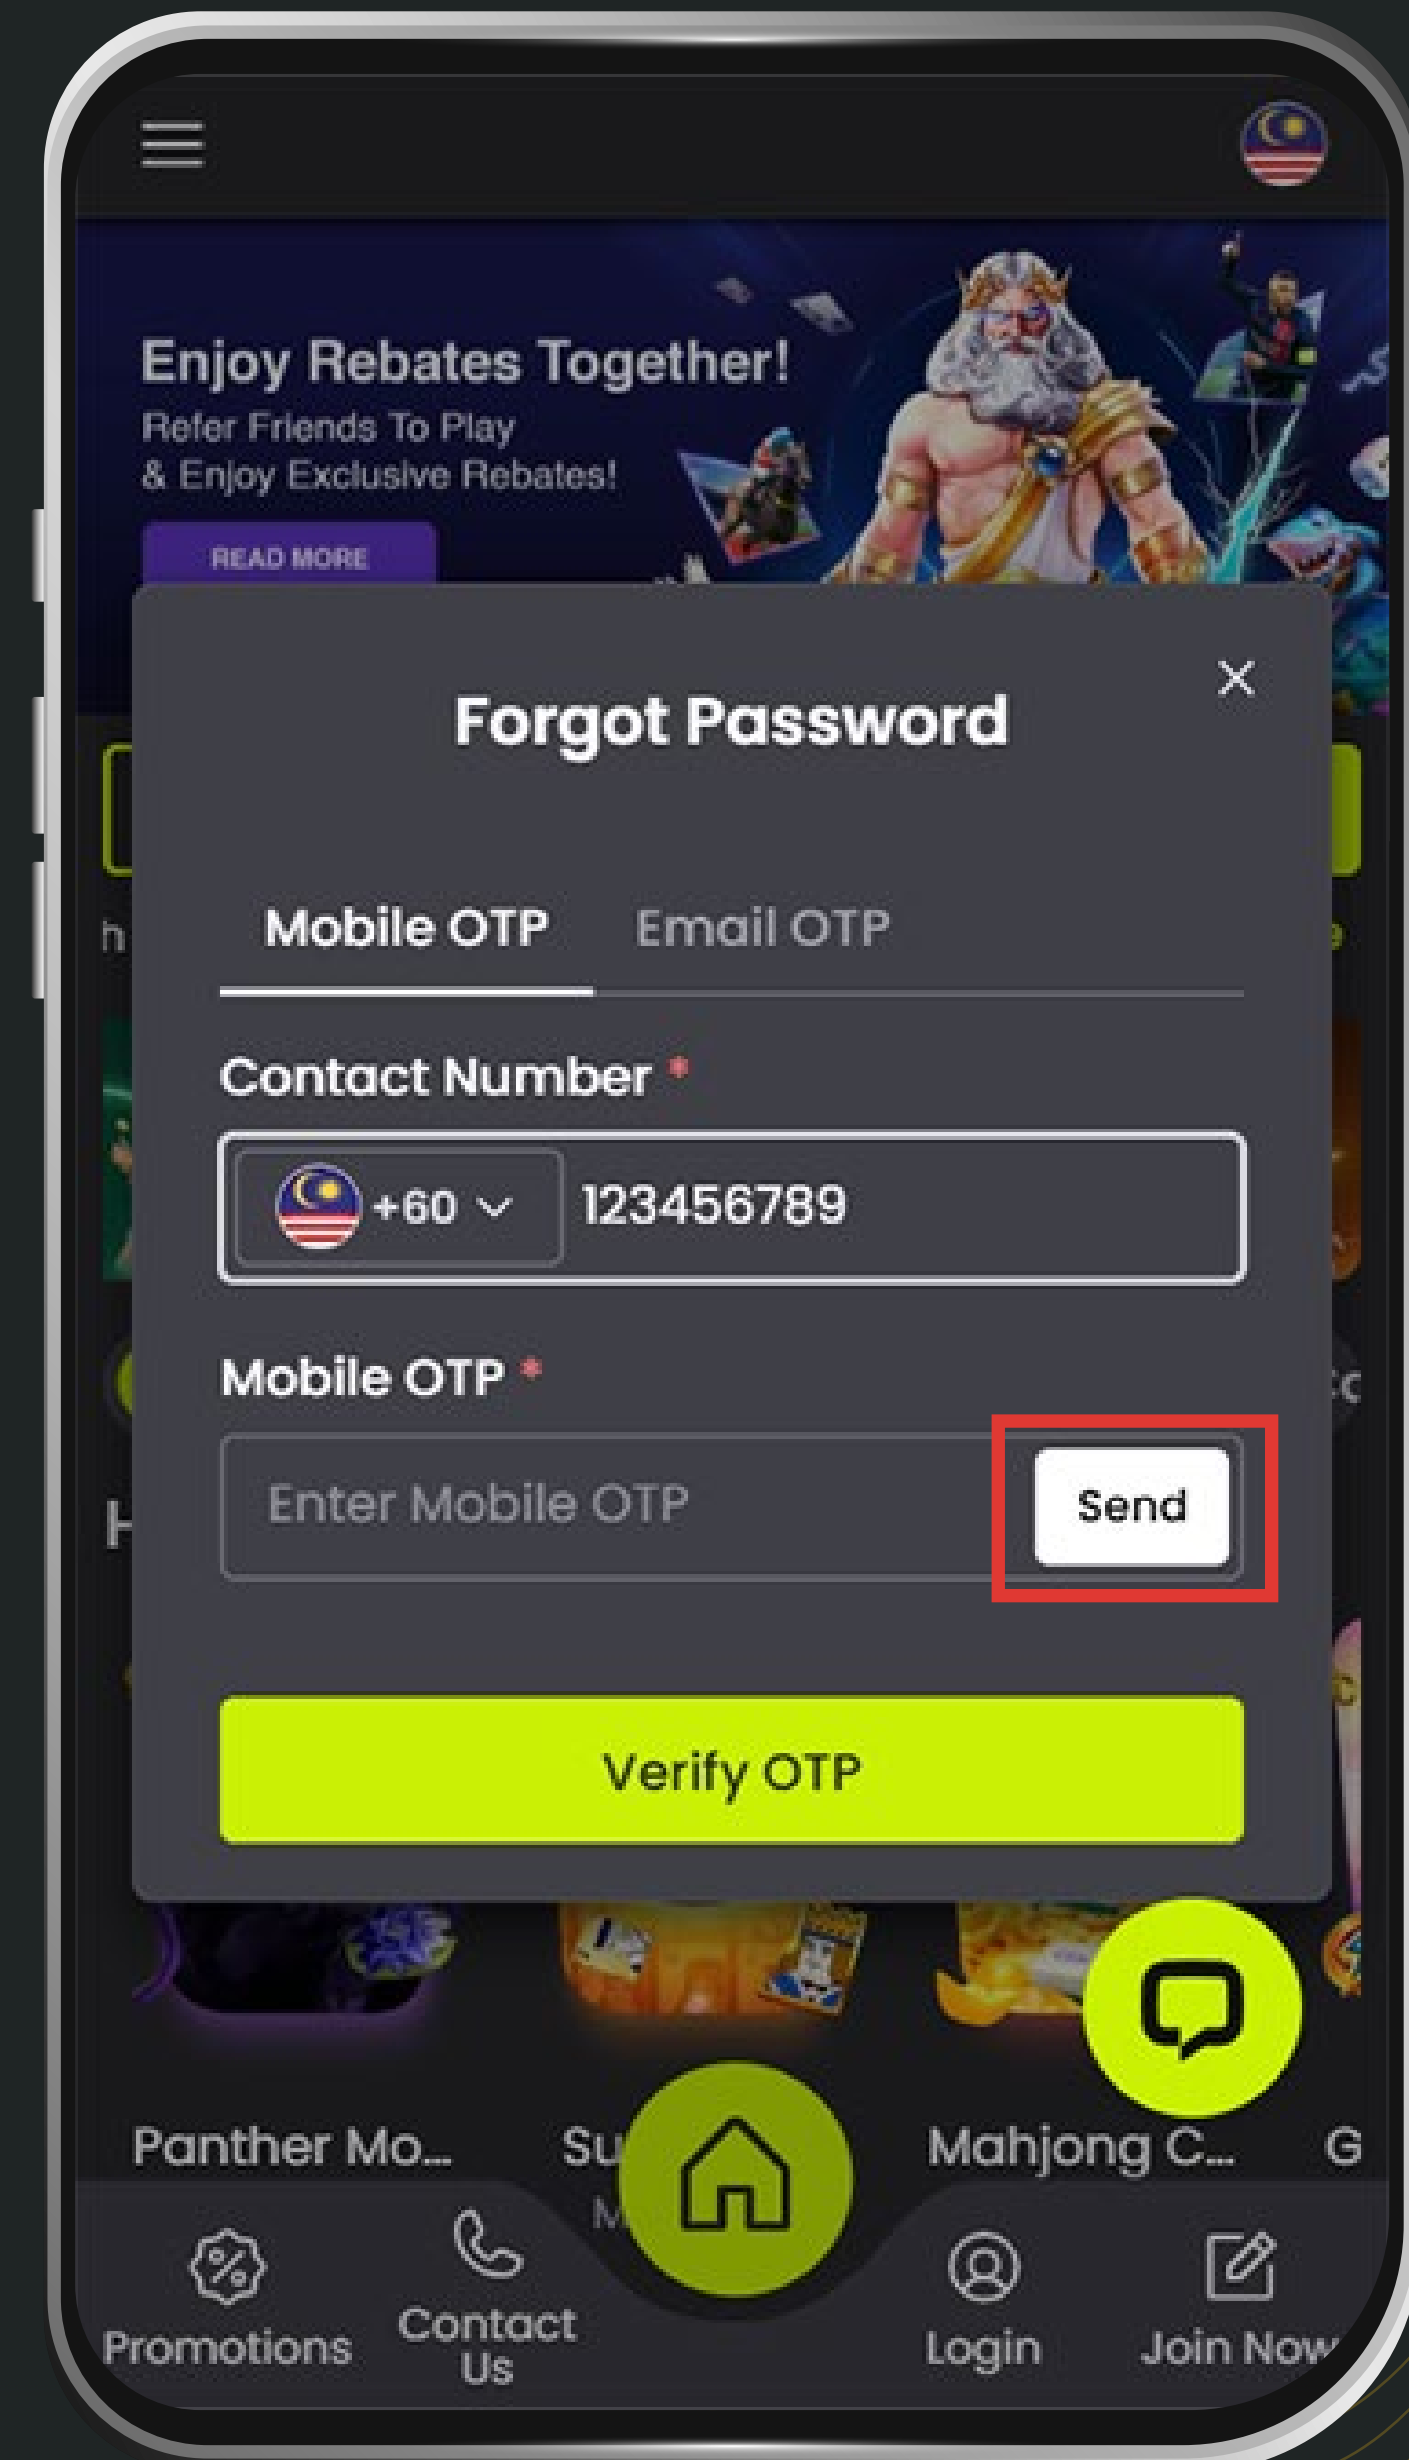 Enjoy Rebates Together!
Refer Friends To Play
& Enjoy Exclusive Rebates!
READ MORE
Forgot Password
Mobile OTP Email OTP
Contact Number *
+60 123456789
Mobile OTP *
Enter Mobile OTP Send
Verify OTP
Panther Mo... Su Mahjong C... G
M
Promotions Contact Us Login Join Now